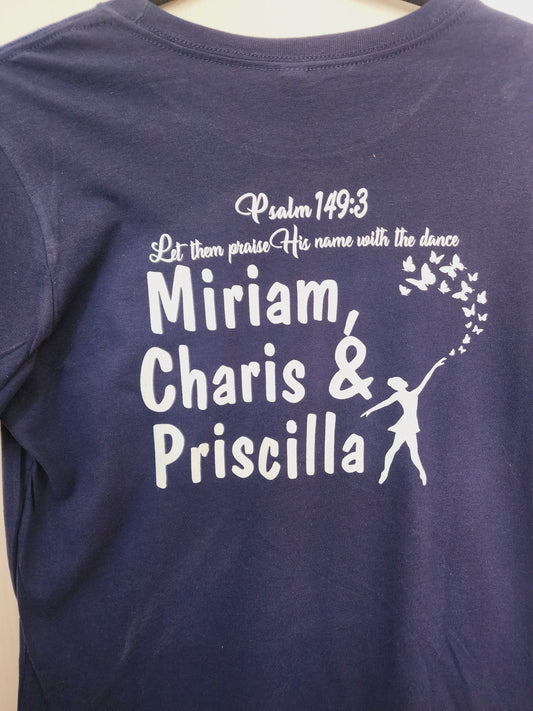 Psalm 149:3
Let them praise His name with the dance
Miriam,
Charis &
Priscilla